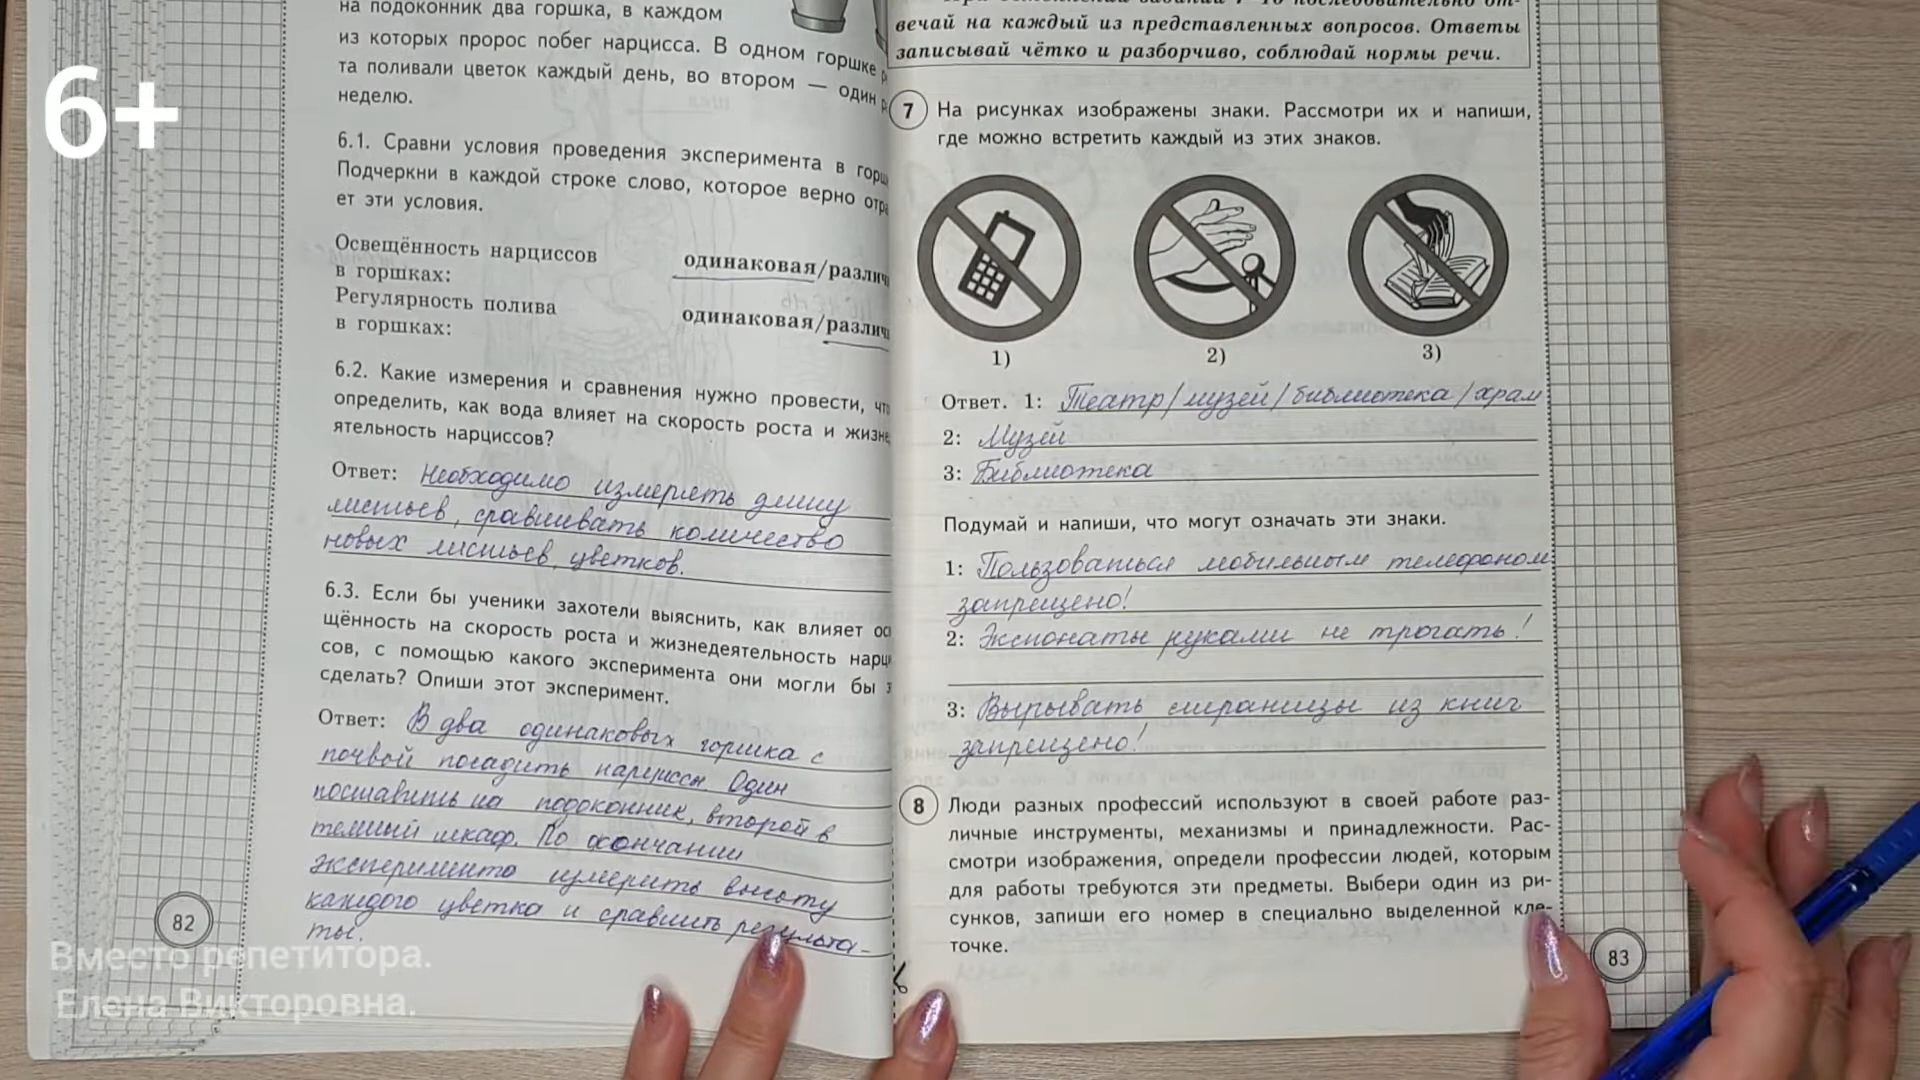 6+
на подоконник два горшка, в каждом
из которых пророс побег нарцисса. В одном горшке
та поливали цветок каждый день, во втором — один
неделю.
6.1. Сравни условия проведения эксперимента в
Подчеркни в каждой строке слово, которое верно
ет эти условия.
Освещённость нарциссов
в горшках:
одинаковая/
Регулярность полива
в горшках:
одинаковая/
6.2. Какие измерения и сравнения нужно провести,
определить, как вода влияет на скорость роста и
ятельность нарциссов?
Ответ: Необходимо измерять длину
листьев, сравнивать количество
новых листьев, цветков.
6.3. Если бы ученики захотели выяснить, как влияет
щённость на скорость роста и жизнедеятельность
сов, с помощью какого эксперимента они могли бы
сделать? Опиши этот эксперимент.
Ответ: В два одинаковых горшка с
почвой посадить нарциссы. Один
поставить на подоконник, второй в
темный шкаф. По окончании
эксперимента измерить высоту
каждого цветка и сравнить результа-
ты.
82
Вместо репетитора.
Елена Викторовна.
вечай на каждый из представленных вопросов. Ответы
записывай чётко и разборчиво, соблюдай нормы речи.
7 На рисунках изображены знаки. Рассмотри их и напиши,
где можно встретить каждый из этих знаков.
1)
2)
3)
Ответ. 1: Театр/музей/библиотека/храм
2: Музей
3: Библиотека
Подумай и напиши, что могут означать эти знаки.
1: Пользоваться мобильным телефоном
запрещено!
2: Экспонаты руками не трогать!
3: Вырывать страницы из книг
запрещено!
8 Люди разных профессий используют в своей работе раз-
личные инструменты, механизмы и принадлежности. Рас-
смотри изображения, определи профессии людей, которым
для работы требуются эти предметы. Выбери один из ри-
сунков, запиши его номер в специально выделенной кле-
точке.
83